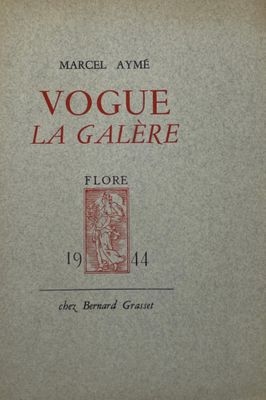 MARCEL AYMÉ
VOGUE
LA GALÈRE
FLORE
19 44
chez Bernard Grasset